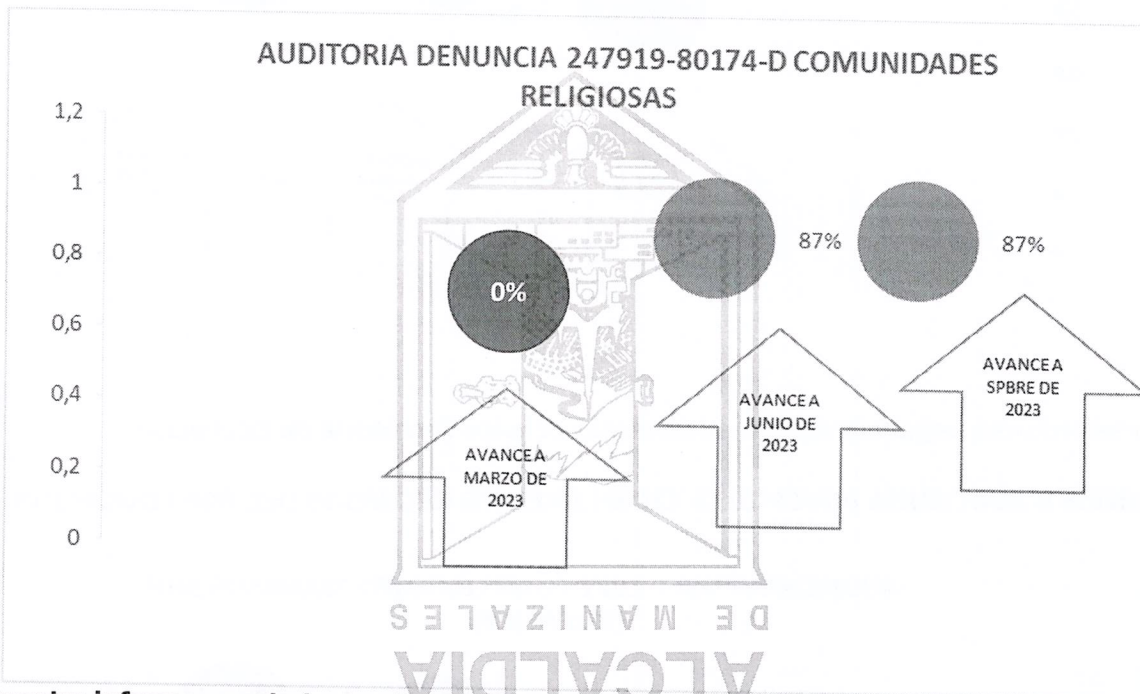 AUDITORIA DENUNCIA 247919-80174-D COMUNIDADES
RELIGIOSAS
1,2
1
0,8
0,6
0,4
0,2
0
0%
87%
87%
AVANCE A
MARZO DE
2023
AVANCE A
JUNIO DE
2023
AVANCE A
SPBRE DE
2023
DE MANIZALES
ALCALDIA